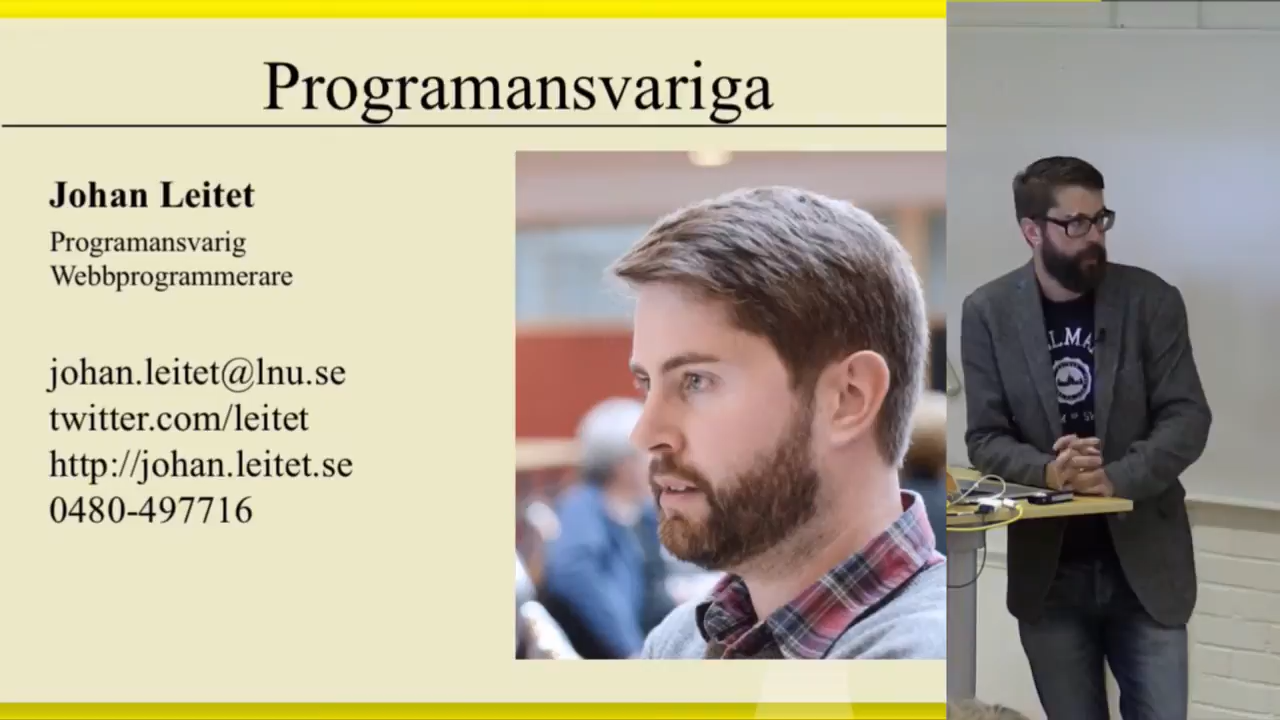 Programansvariga
Johan Leitet
Programansvarig
Webbprogrammerare
johan.leitet@lnu.se
twitter.com/leitet
http://johan.leitet.se
0480-497716